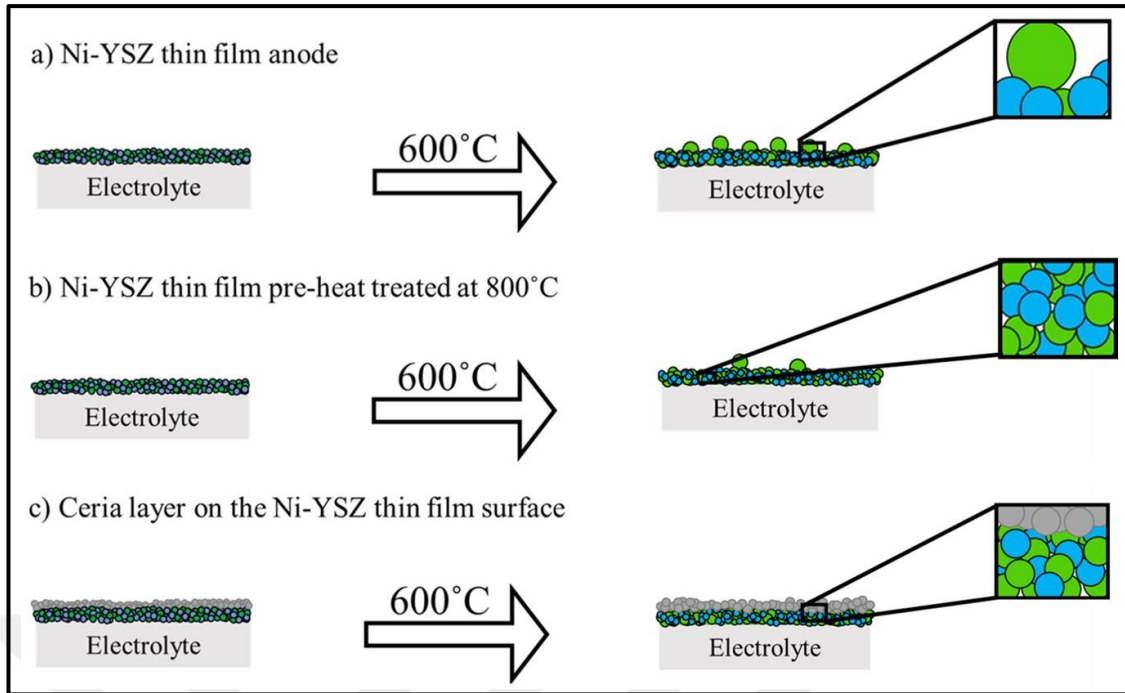 a) Ni-YSZ thin film anode
600˚C
Electrolyte
Electrolyte
b) Ni-YSZ thin film pre-heat treated at 800˚C
600˚C
Electrolyte
Electrolyte
c) Ceria layer on the Ni-YSZ thin film surface
600˚C
Electrolyte
Electrolyte